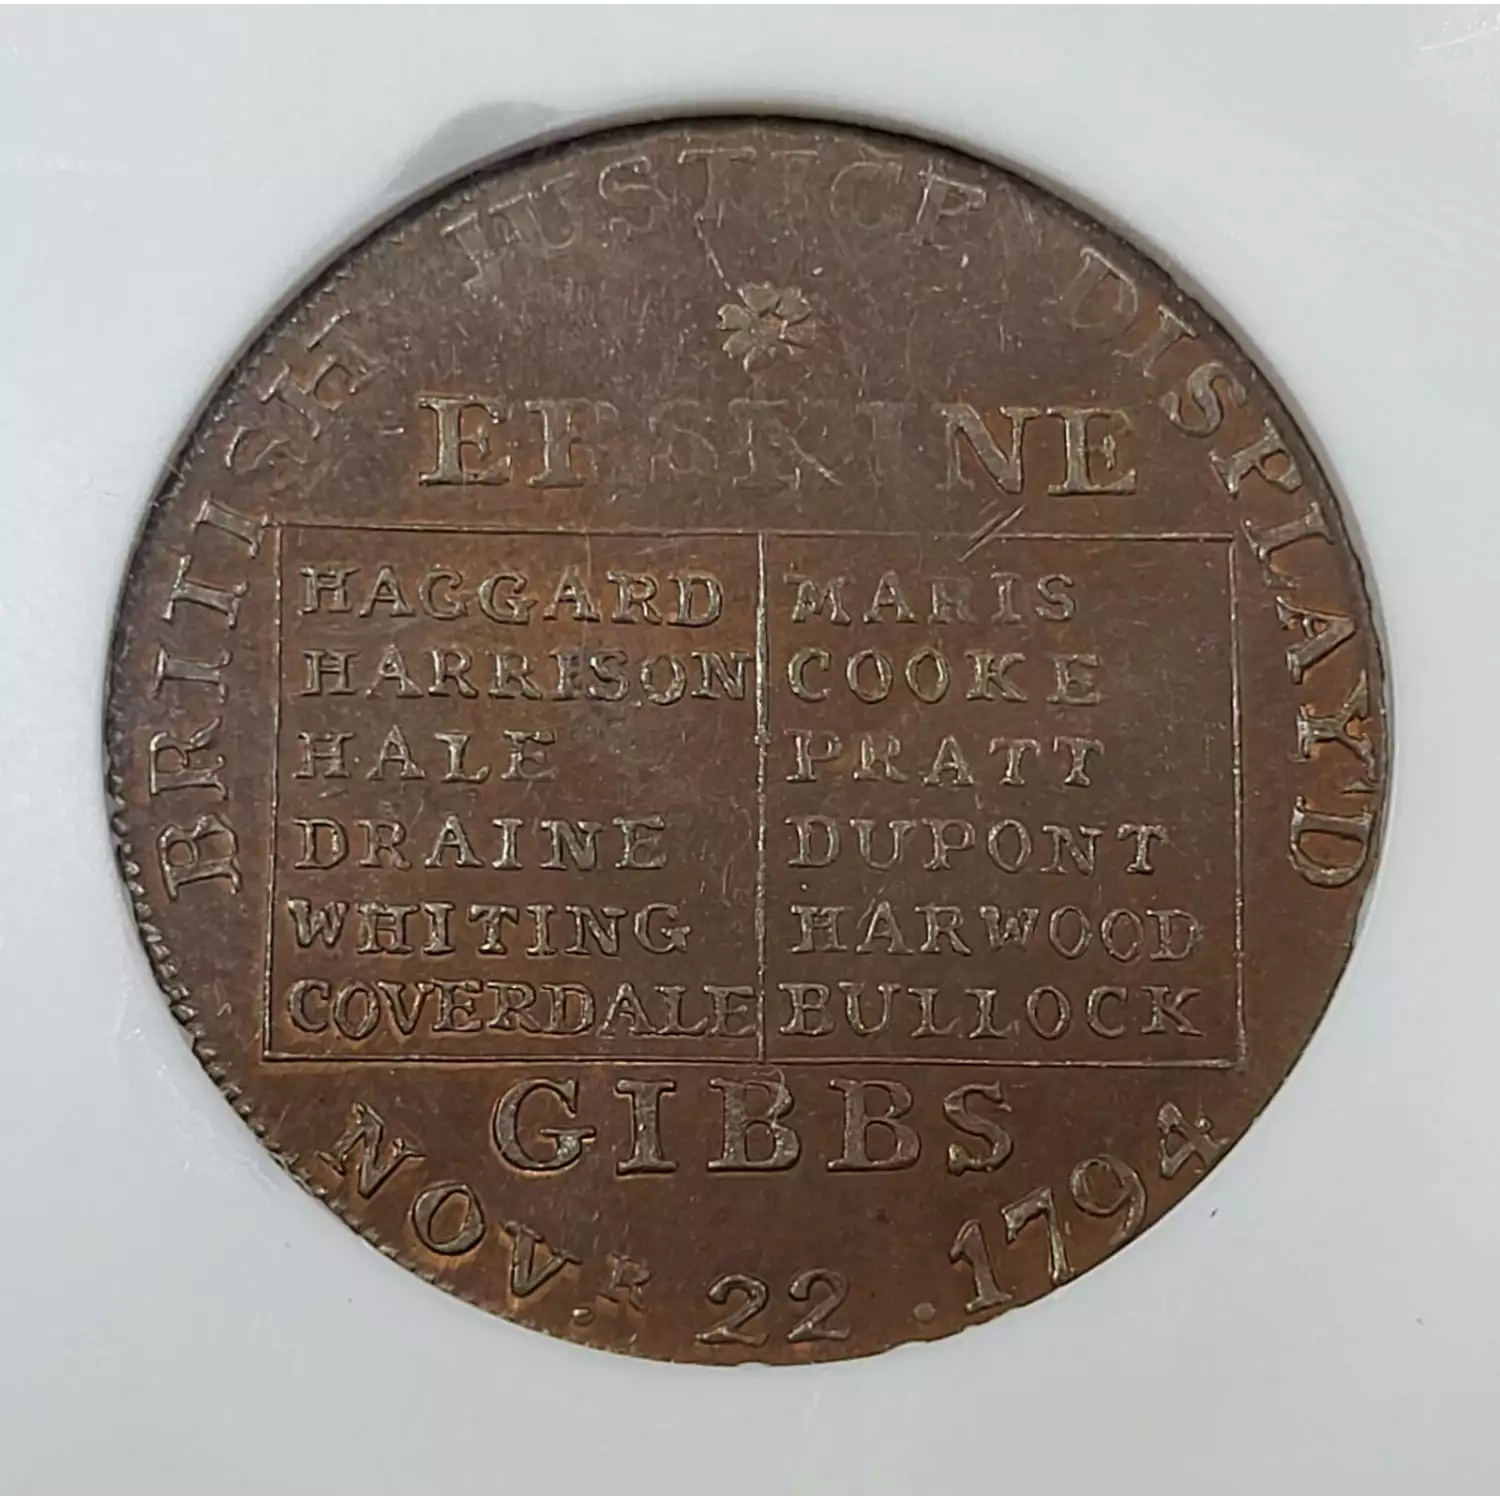 BRITISH JUSTICE DISPLAY'D
ERSKINE
HAGGARD MARIS
HARRISON COOKE
HALE PRATT
DRAINE DUPONT
WHITING HARWOOD
COVERDALE BULLOCK
GIBBS
NOV.R 22 . 1794